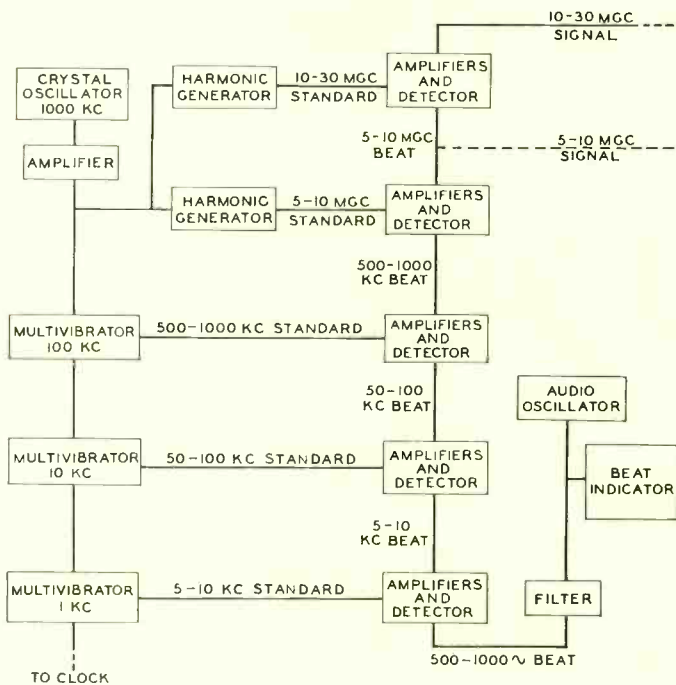 10-30 MGC
SIGNAL
CRYSTAL
OSCILLATOR
1000 KC
HARMONIC
GENERATOR
10-30 MGC
STANDARD
AMPLIFIERS
AND
DETECTOR
AMPLIFIER
5-10 MGC
BEAT
5-10 MGC
SIGNAL
HARMONIC
GENERATOR
5-10 MGC
STANDARD
AMPLIFIERS
AND
DETECTOR
500-1000
KC BEAT
MULTIVIBRATOR
100 KC
500-1000 KC STANDARD
AMPLIFIERS
AND
DETECTOR
50-100
KC BEAT
AUDIO
OSCILLATOR
MULTIVIBRATOR
10 KC
50-100 KC STANDARD
AMPLIFIERS
AND
DETECTOR
BEAT
INDICATOR
5-10
KC BEAT
MULTIVIBRATOR
1 KC
5-10 KC STANDARD
AMPLIFIERS
AND
DETECTOR
FILTER
500-1000 ~ BEAT
TO CLOCK